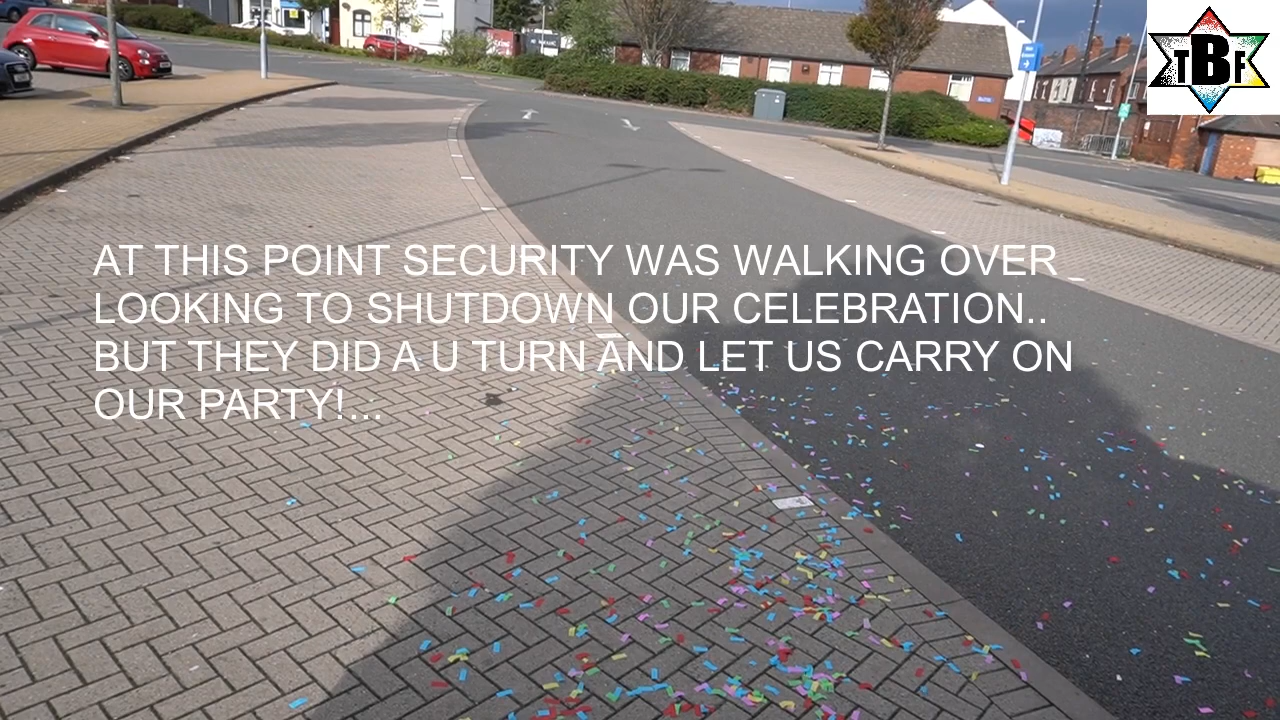 TBF
AT THIS POINT SECURITY WAS WALKING OVER
LOOKING TO SHUTDOWN OUR CELEBRATION..
BUT THEY DID A U TURN AND LET US CARRY ON
OUR PARTY!...